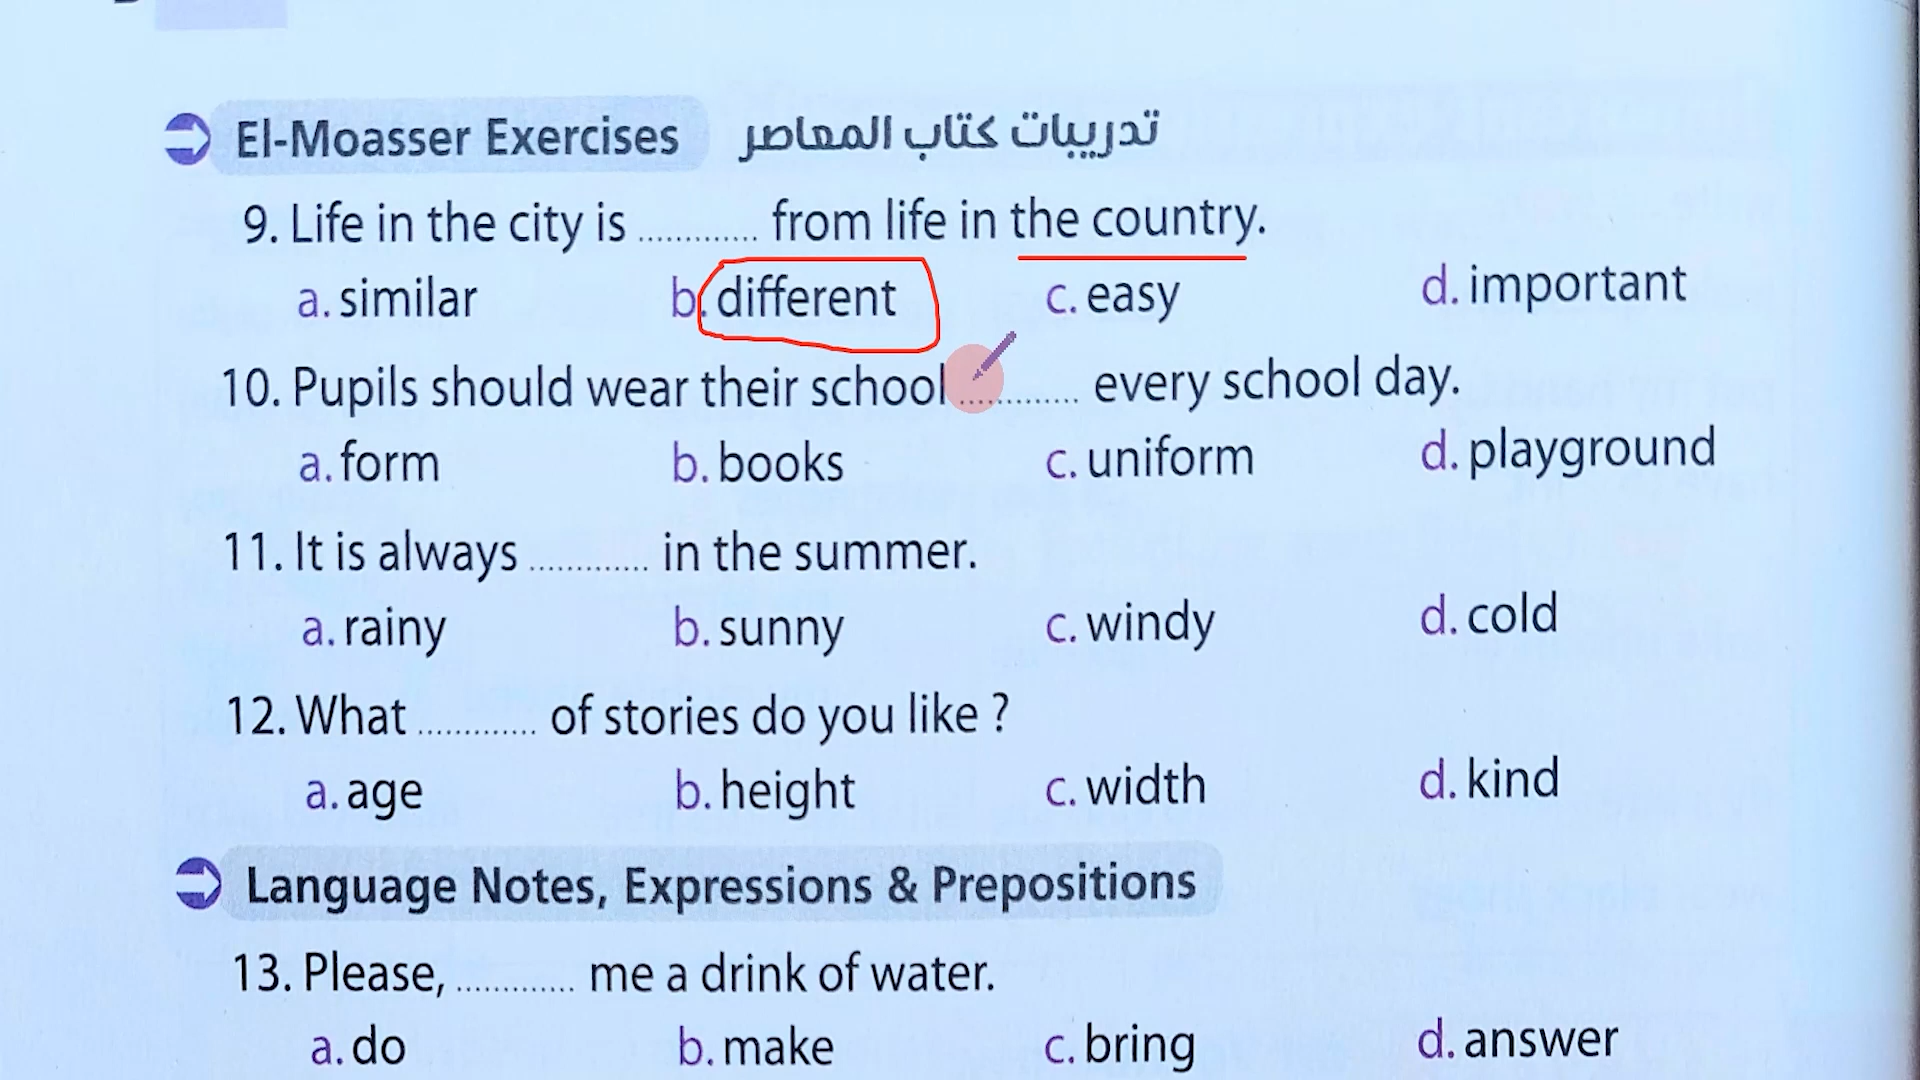 El-Moasser Exercises تدريبات كتاب المعاصر
9. Life in the city is ............. from life in the country.
a. similar b. different c. easy d. important
10. Pupils should wear their school ............. every school day.
a. form b. books c. uniform d. playground
11. It is always ............. in the summer.
a. rainy b. sunny c. windy d. cold
12. What ............. of stories do you like ?
a. age b. height c. width d. kind
Language Notes, Expressions & Prepositions
13. Please, ............. me a drink of water.
a. do b. make c. bring d. answer